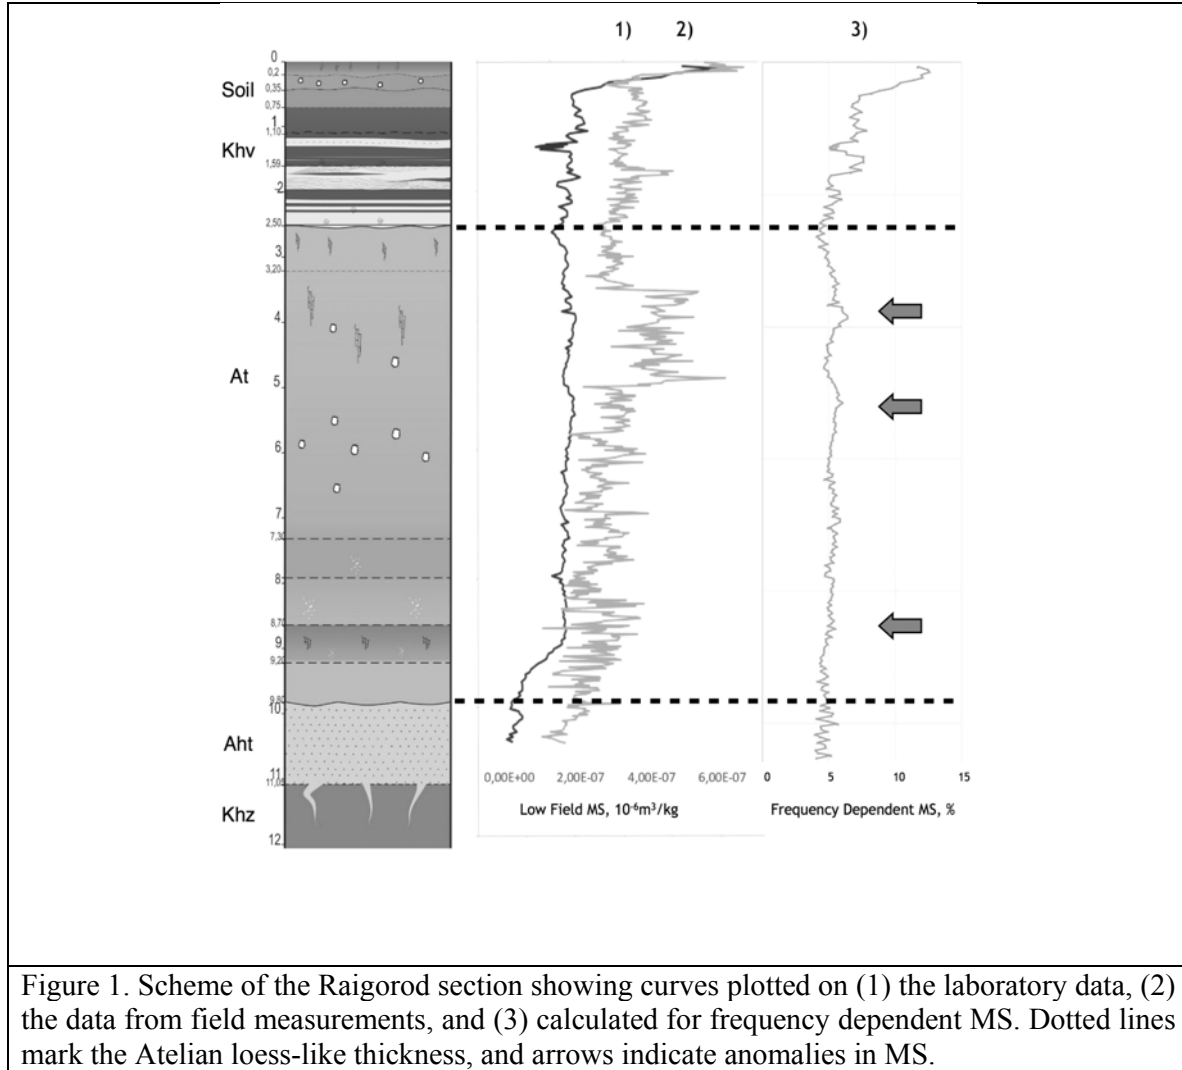 1) 2) 3)
0
0,2
Soil
0,35
0,75
1
1,10
Khv
1,59
2
2,50
3
3,20
4
At
5
6
7
7,30
8
8,70
9
9,20
9,80
10
Aht
11
11,05
Khz
12
0,00E+00 2,00E-07 4,00E-07 6,00E-07 0 5 10 15
Low Field MS, 10⁻⁶m³/kg Frequency Dependent MS, %
Figure 1. Scheme of the Raigorod section showing curves plotted on (1) the laboratory data, (2)
the data from field measurements, and (3) calculated for frequency dependent MS. Dotted lines
mark the Atelian loess-like thickness, and arrows indicate anomalies in MS.